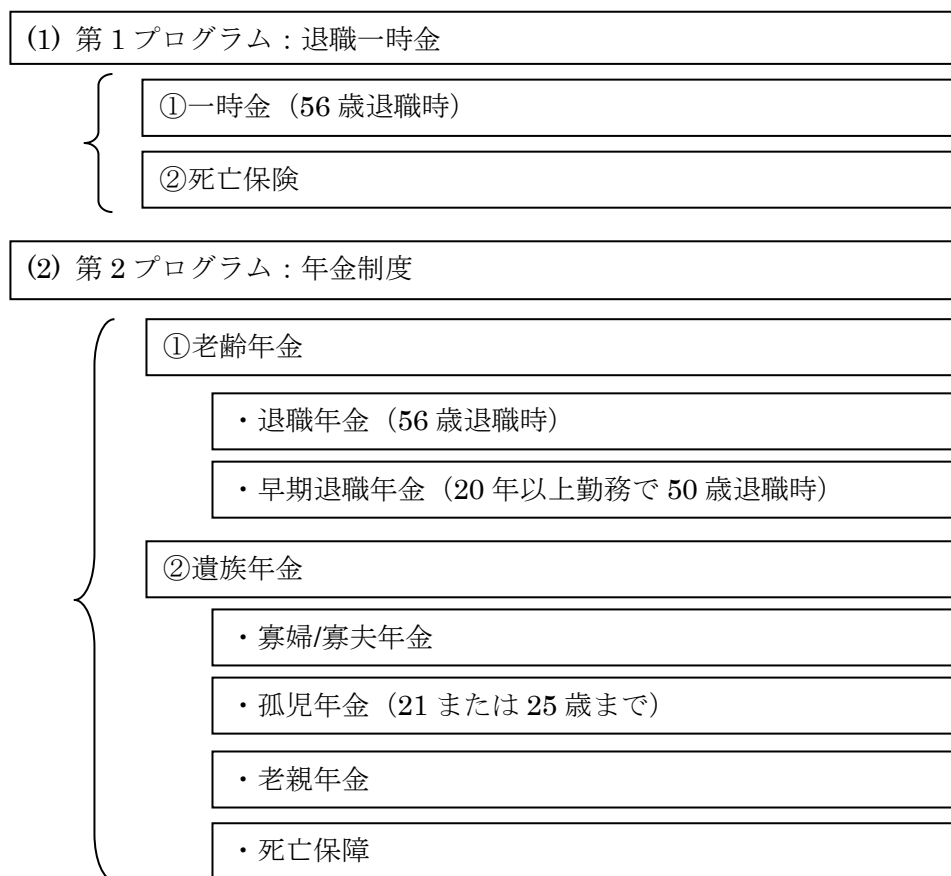 (1) 第1プログラム：退職一時金
①一時金（56歳退職時）
②死亡保険
(2) 第2プログラム：年金制度
①老齢年金
・退職年金（56歳退職時）
・早期退職年金（20年以上勤務で50歳退職時）
②遺族年金
・寡婦/寡夫年金
・孤児年金（21または25歳まで）
・老親年金
・死亡保障